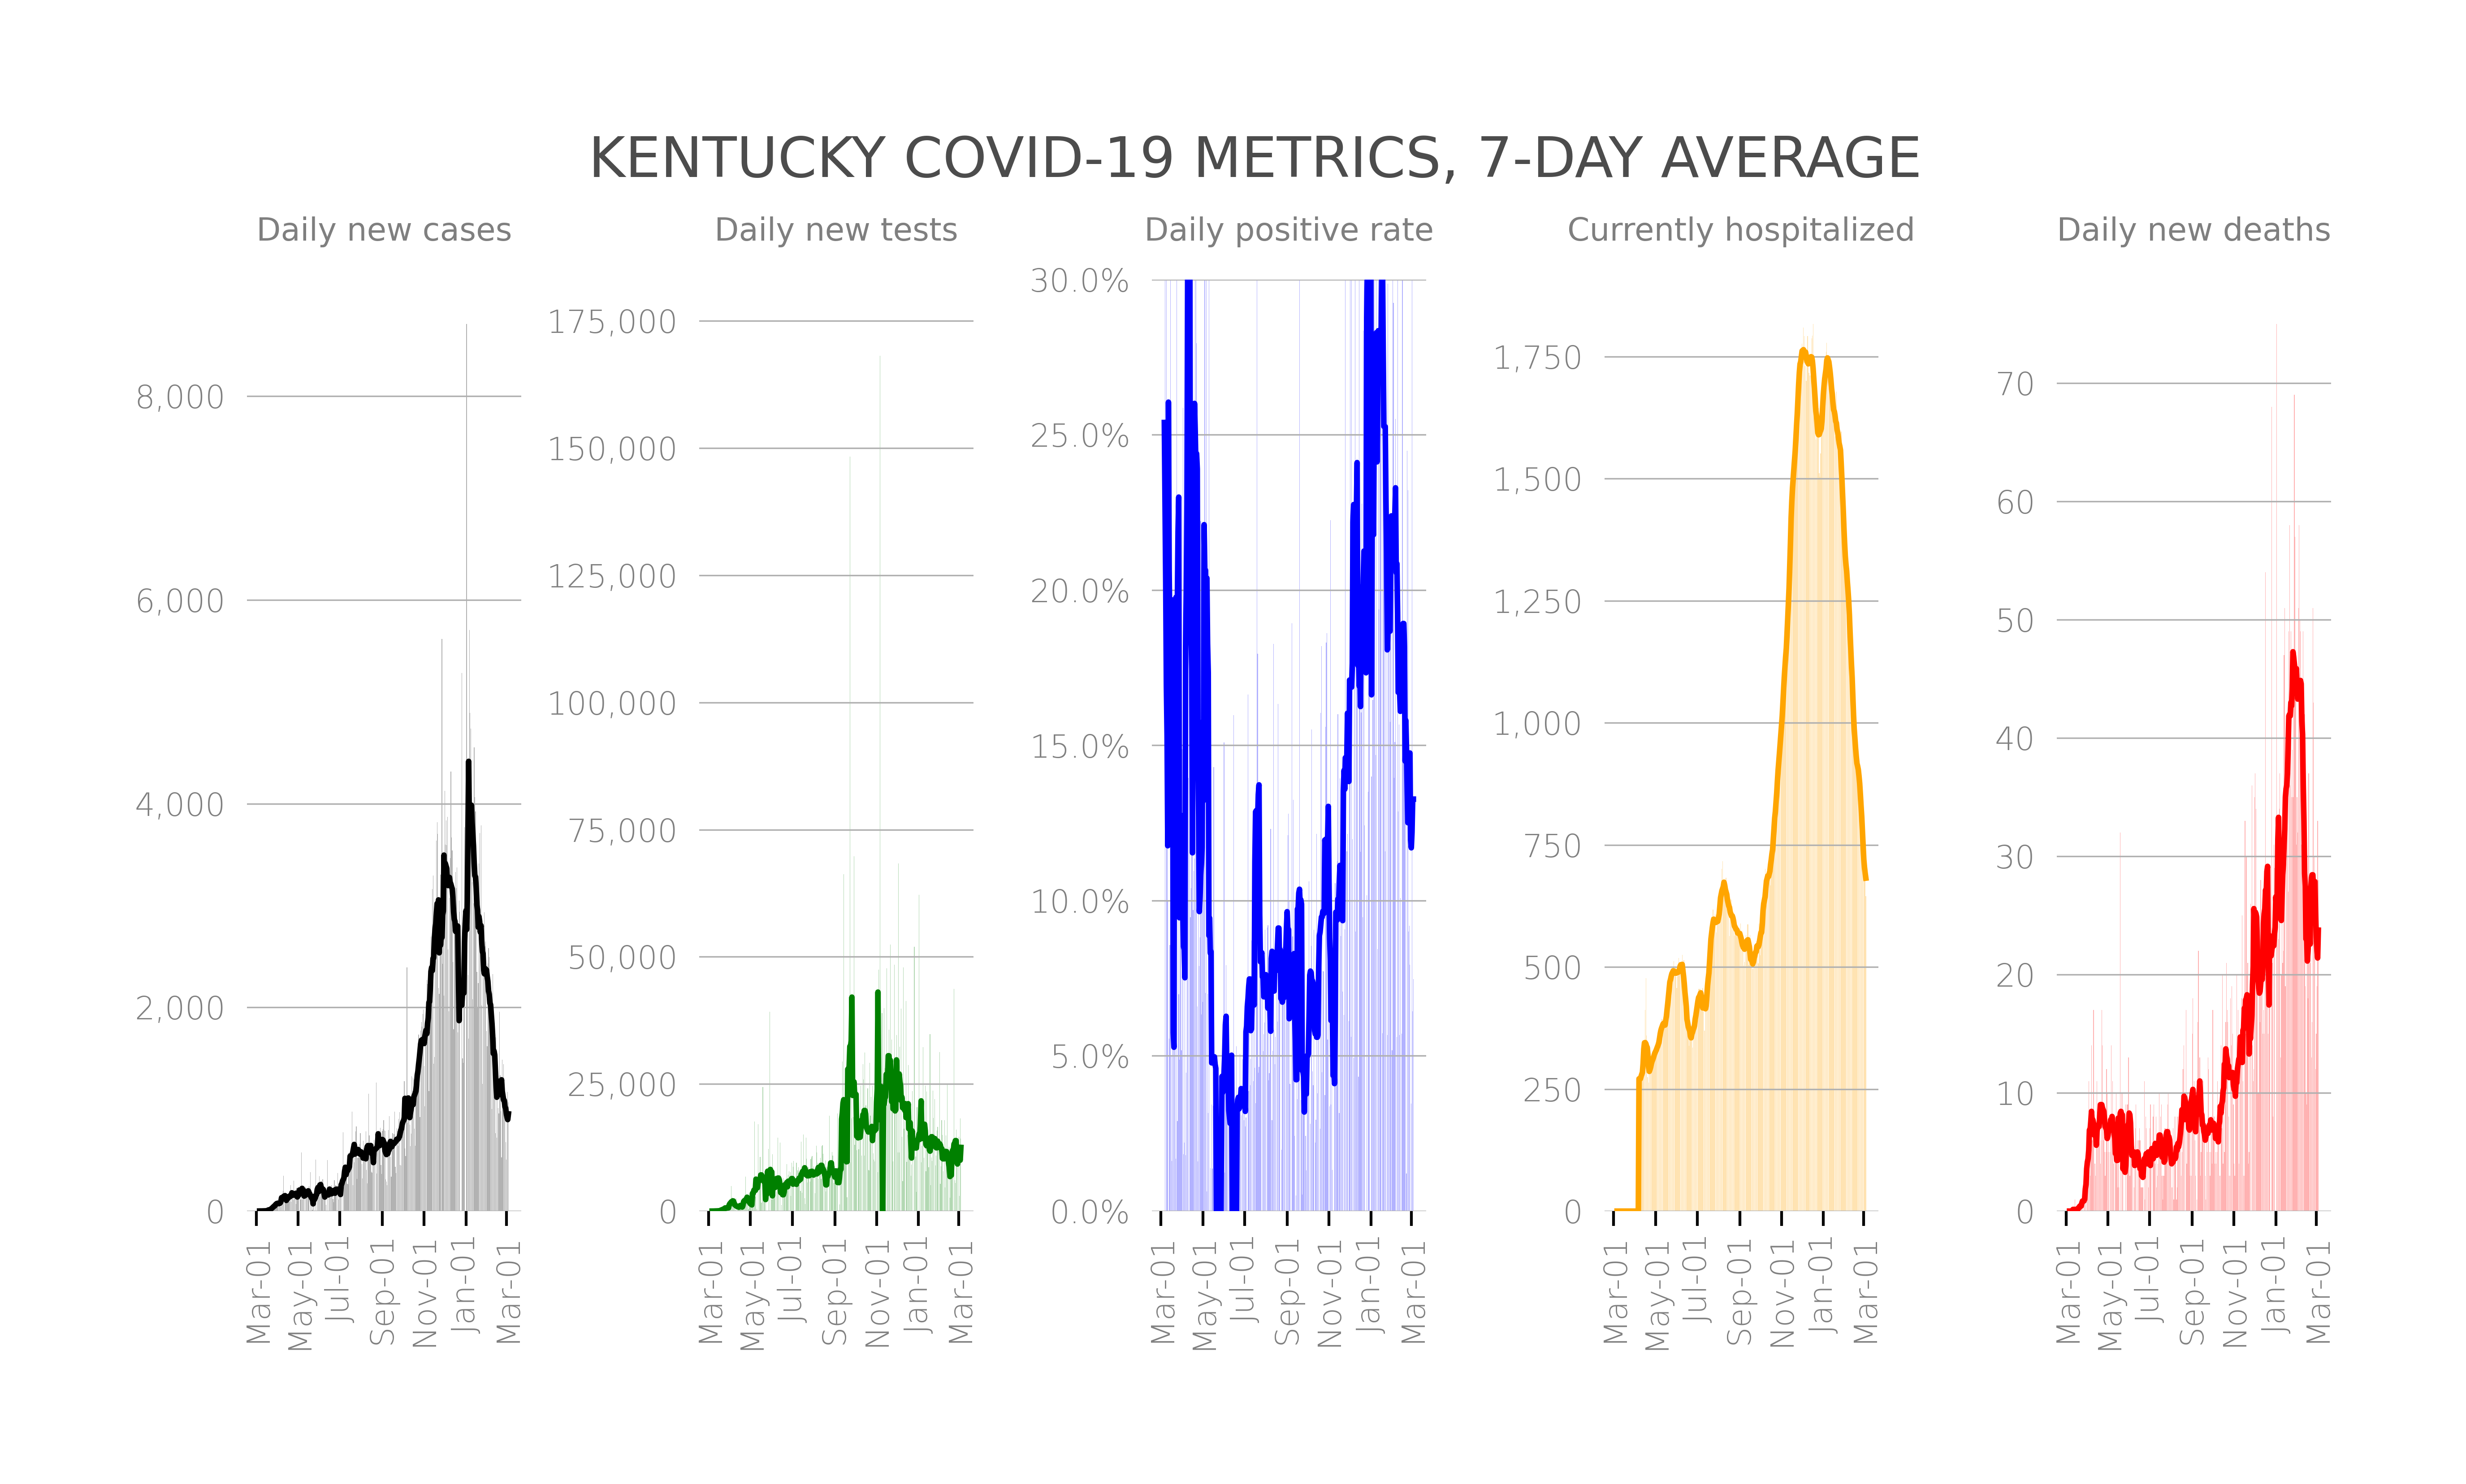 KENTUCKY COVID-19 METRICS, 7-DAY AVERAGE
Daily new cases
8,000
6,000
4,000
2,000
0
Mar-01
May-01
Jul-01
Sep-01
Nov-01
Jan-01
Mar-01
Daily new tests
175,000
150,000
125,000
100,000
75,000
50,000
25,000
0
Mar-01
May-01
Jul-01
Sep-01
Nov-01
Jan-01
Mar-01
Daily positive rate
30.0%
25.0%
20.0%
15.0%
10.0%
5.0%
0.0%
Mar-01
May-01
Jul-01
Sep-01
Nov-01
Jan-01
Mar-01
Currently hospitalized
1,750
1,500
1,250
1,000
750
500
250
0
Mar-01
May-01
Jul-01
Sep-01
Nov-01
Jan-01
Mar-01
Daily new deaths
70
60
50
40
30
20
10
0
Mar-01
May-01
Jul-01
Sep-01
Nov-01
Jan-01
Mar-01